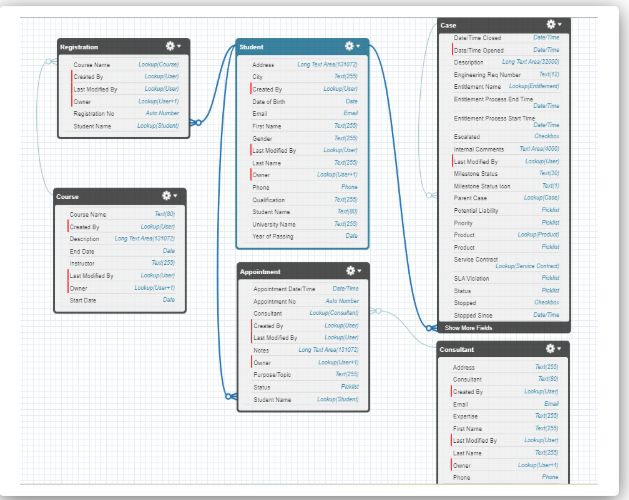 Registration
Course Name Lookup(Course)
Created By Lookup(User)
Last Modified By Lookup(User)
Owner Lookup(User+1)
Registration No Auto Number
Student Name Lookup(Student)
Course
Course Name Text(80)
Created By Lookup(User)
Description Long Text Area(131072)
End Date Date
Instructor Text(255)
Last Modified By Lookup(User)
Owner Lookup(User+1)
Start Date Date
Student
Address Long Text Area(131072)
City Text(255)
Created By Lookup(User)
Date of Birth Date
Email Email
First Name Text(255)
Gender Text(255)
Last Modified By Lookup(User)
Last Name Text(255)
Owner Lookup(User+1)
Phone Phone
Qualification Text(255)
Student Name Text(80)
University Name Text(255)
Year of Passing Date
Appointment
Appointment Date/Time Date/Time
Appointment No Auto Number
Consultant Lookup(Consultant)
Created By Lookup(User)
Last Modified By Lookup(User)
Notes Long Text Area(131072)
Owner Lookup(User+1)
Purpose/Topic Text(255)
Status Picklist
Student Name Lookup(Student)
Case
Date/Time Closed Date/Time
Date/Time Opened Date/Time
Description Long Text Area(32000)
Engineering Req Number Text(12)
Entitlement Name Lookup(Entitlement)
Entitlement Process End Time
Date/Time
Entitlement Process Start Time
Date/Time
Escalated Checkbox
Internal Comments Text Area(4000)
Last Modified By Lookup(User)
Milestone Status Text(30)
Milestone Status Icon Text(1)
Parent Case Lookup(Case)
Potential Liability Picklist
Priority Picklist
Product Lookup(Product)
Product Picklist
Service Contract
Lookup(Service Contract)
SLA Violation Picklist
Status Picklist
Stopped Checkbox
Stopped Since Date/Time
Show More Fields
Consultant
Address Text(255)
Consultant Text(80)
Created By Lookup(User)
Email Email
Expertise Text(255)
First Name Text(255)
Last Modified By Lookup(User)
Last Name Text(255)
Owner Lookup(User+1)
Phone Phone